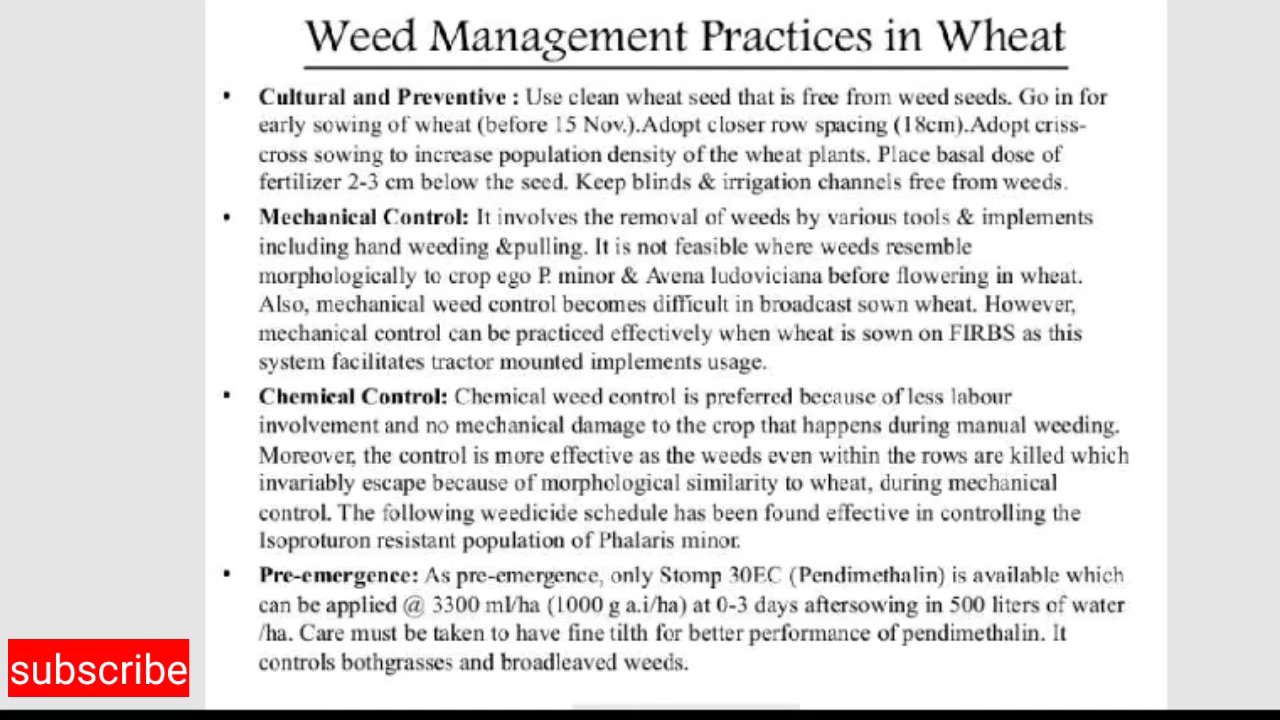 Weed Management Practices in Wheat
• Cultural and Preventive : Use clean wheat seed that is free from weed seeds. Go in for
early sowing of wheat (before 15 Nov.).Adopt closer row spacing (18cm).Adopt criss-
cross sowing to increase population density of the wheat plants. Place basal dose of
fertilizer 2-3 cm below the seed. Keep blinds & irrigation channels free from weeds.
• Mechanical Control: It involves the removal of weeds by various tools & implements
including hand weeding &pulling. It is not feasible where weeds resemble
morphologically to crop ego P. minor & Avena ludoviciana before flowering in wheat.
Also, mechanical weed control becomes difficult in broadcast sown wheat. However,
mechanical control can be practiced effectively when wheat is sown on FIRBS as this
system facilitates tractor mounted implements usage.
• Chemical Control: Chemical weed control is preferred because of less labour
involvement and no mechanical damage to the crop that happens during manual weeding.
Moreover, the control is more effective as the weeds even within the rows are killed which
invariably escape because of morphological similarity to wheat, during mechanical
control. The following weedicide schedule has been found effective in controlling the
Isoproturon resistant population of Phalaris minor.
• Pre-emergence: As pre-emergence, only Stomp 30EC (Pendimethalin) is available which
can be applied @ 3300 ml/ha (1000 g a.i/ha) at 0-3 days aftersowing in 500 liters of water
/ha. Care must be taken to have fine tilth for better performance of pendimethalin. It
controls bothgrasses and broadleaved weeds.
subscribe